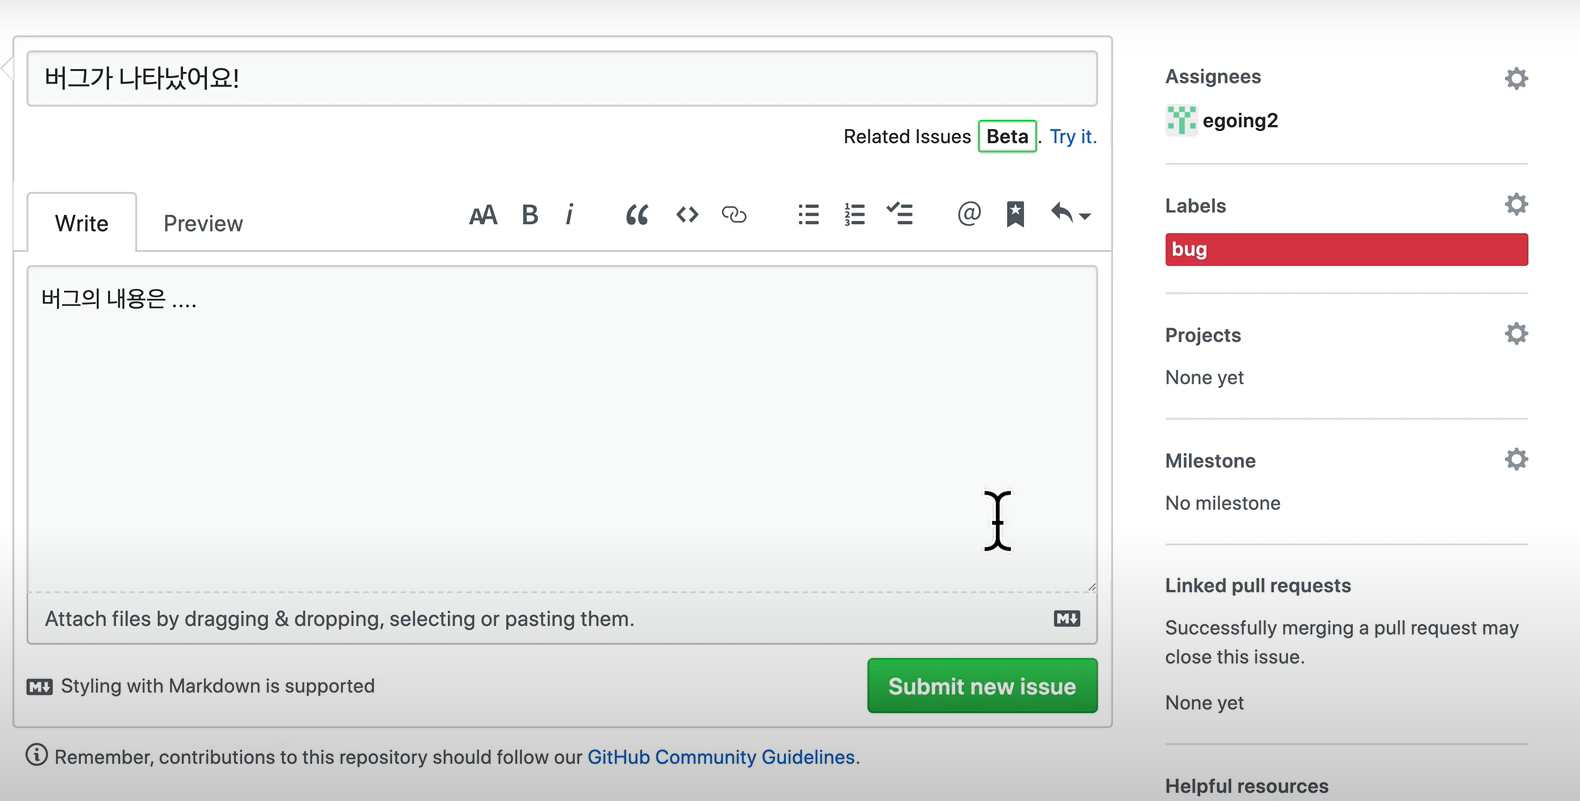 버그가 나타났어요!
Related Issues Beta. Try it.
Write Preview
버그의 내용은 ....
Attach files by dragging & dropping, selecting or pasting them.
Styling with Markdown is supported
Submit new issue
Remember, contributions to this repository should follow our GitHub Community Guidelines.
Assignees
egoing2
Labels
bug
Projects
None yet
Milestone
No milestone
Linked pull requests
Successfully merging a pull request may
close this issue.
None yet
Helpful resources